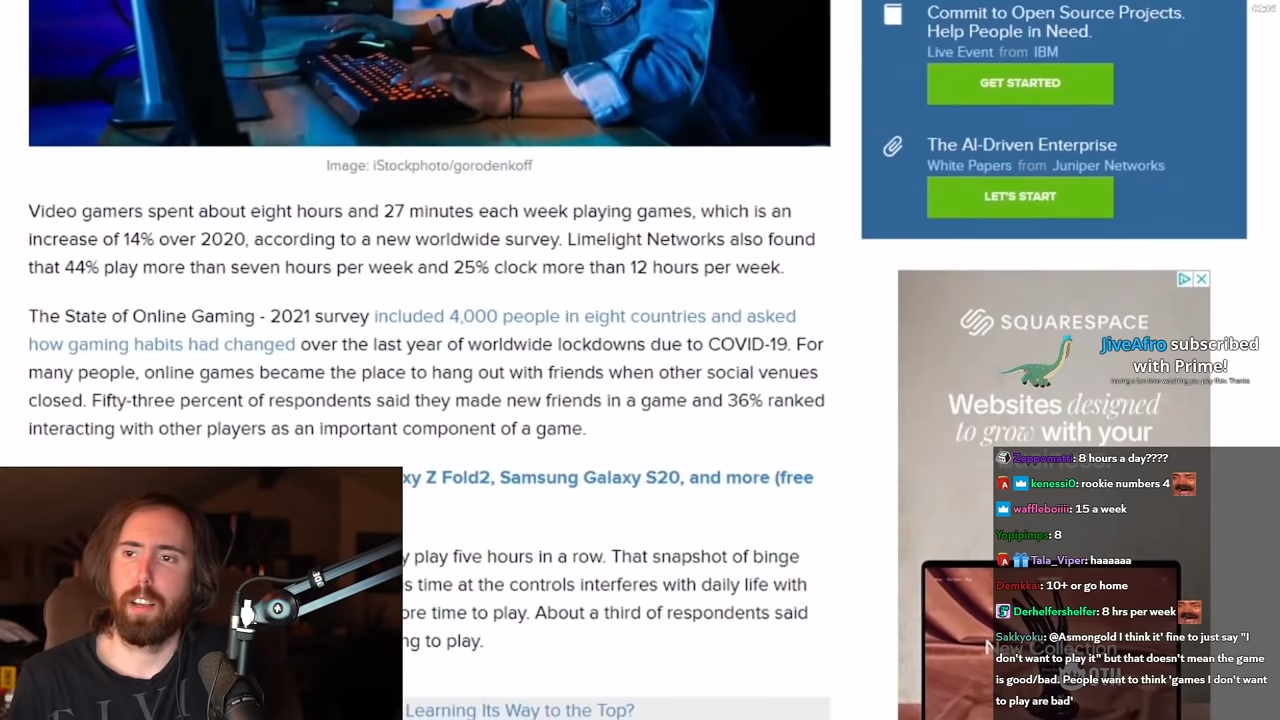 02:05
Commit to Open Source Projects.
Help People in Need.
Live Event from IBM
GET STARTED
The AI-Driven Enterprise
White Papers from Juniper Networks
LET'S START
Image: iStockphoto/gorodenkoff
Video gamers spent about eight hours and 27 minutes each week playing games, which is an
increase of 14% over 2020, according to a new worldwide survey. Limelight Networks also found
that 44% play more than seven hours per week and 25% clock more than 12 hours per week.
The State of Online Gaming - 2021 survey included 4,000 people in eight countries and asked
how gaming habits had changed over the last year of worldwide lockdowns due to COVID-19. For
many people, online games became the place to hang out with friends when other social venues
closed. Fifty-three percent of respondents said they made new friends in a game and 36% ranked
interacting with other players as an important component of a game.
xy Z Fold2, Samsung Galaxy S20, and more (free
y play five hours in a row. That snapshot of binge
s time at the controls interferes with daily life with
ore time to play. About a third of respondents said
ng to play.
Learning Its Way to the Top?
SQUARESPACE
JiveAfro subscribed
with Prime!
Websites designed
to grow with your
Zeppomatti: 8 hours a day????
kenessi0: rookie numbers 4
waffleboiiii: 15 a week
Yopipimps: 8
Tala_Viper: haaaaaa
Demkkar: 10+ or go home
Derhelfershelfer: 8 hrs per week
Sakkyoku: @Asmongold I think it' fine to just say "I
don't want to play it" but that doesn't mean the game
is good/bad. People want to think 'games I don't want
to play are bad'
New Collection